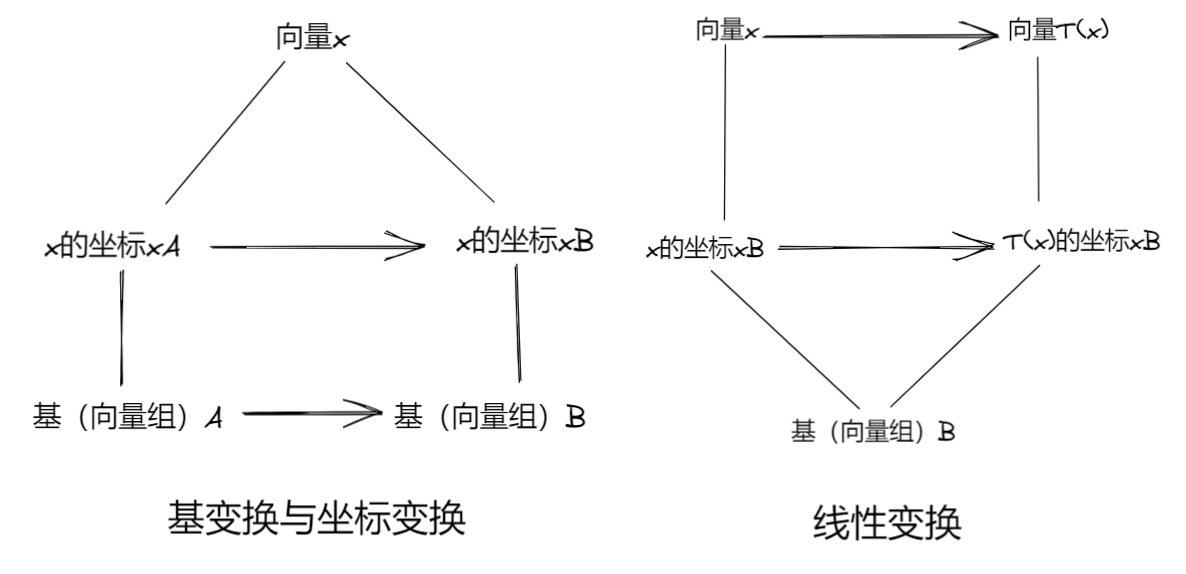 向量x
x的坐标xA
x的坐标xB
基（向量组）A
基（向量组）B
基变换与坐标变换
向量x
向量T(x)
x的坐标xB
T(x)的坐标xB
基（向量组）B
线性变换